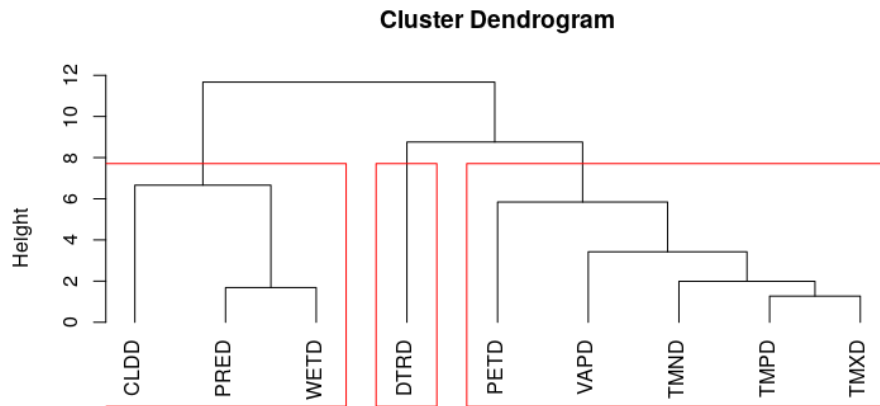 Cluster Dendrogram
Height
12
10
8
6
4
2
0
CLDD
PRED
WETD
DTRD
PETD
VAPD
TMND
TMPD
TMXD